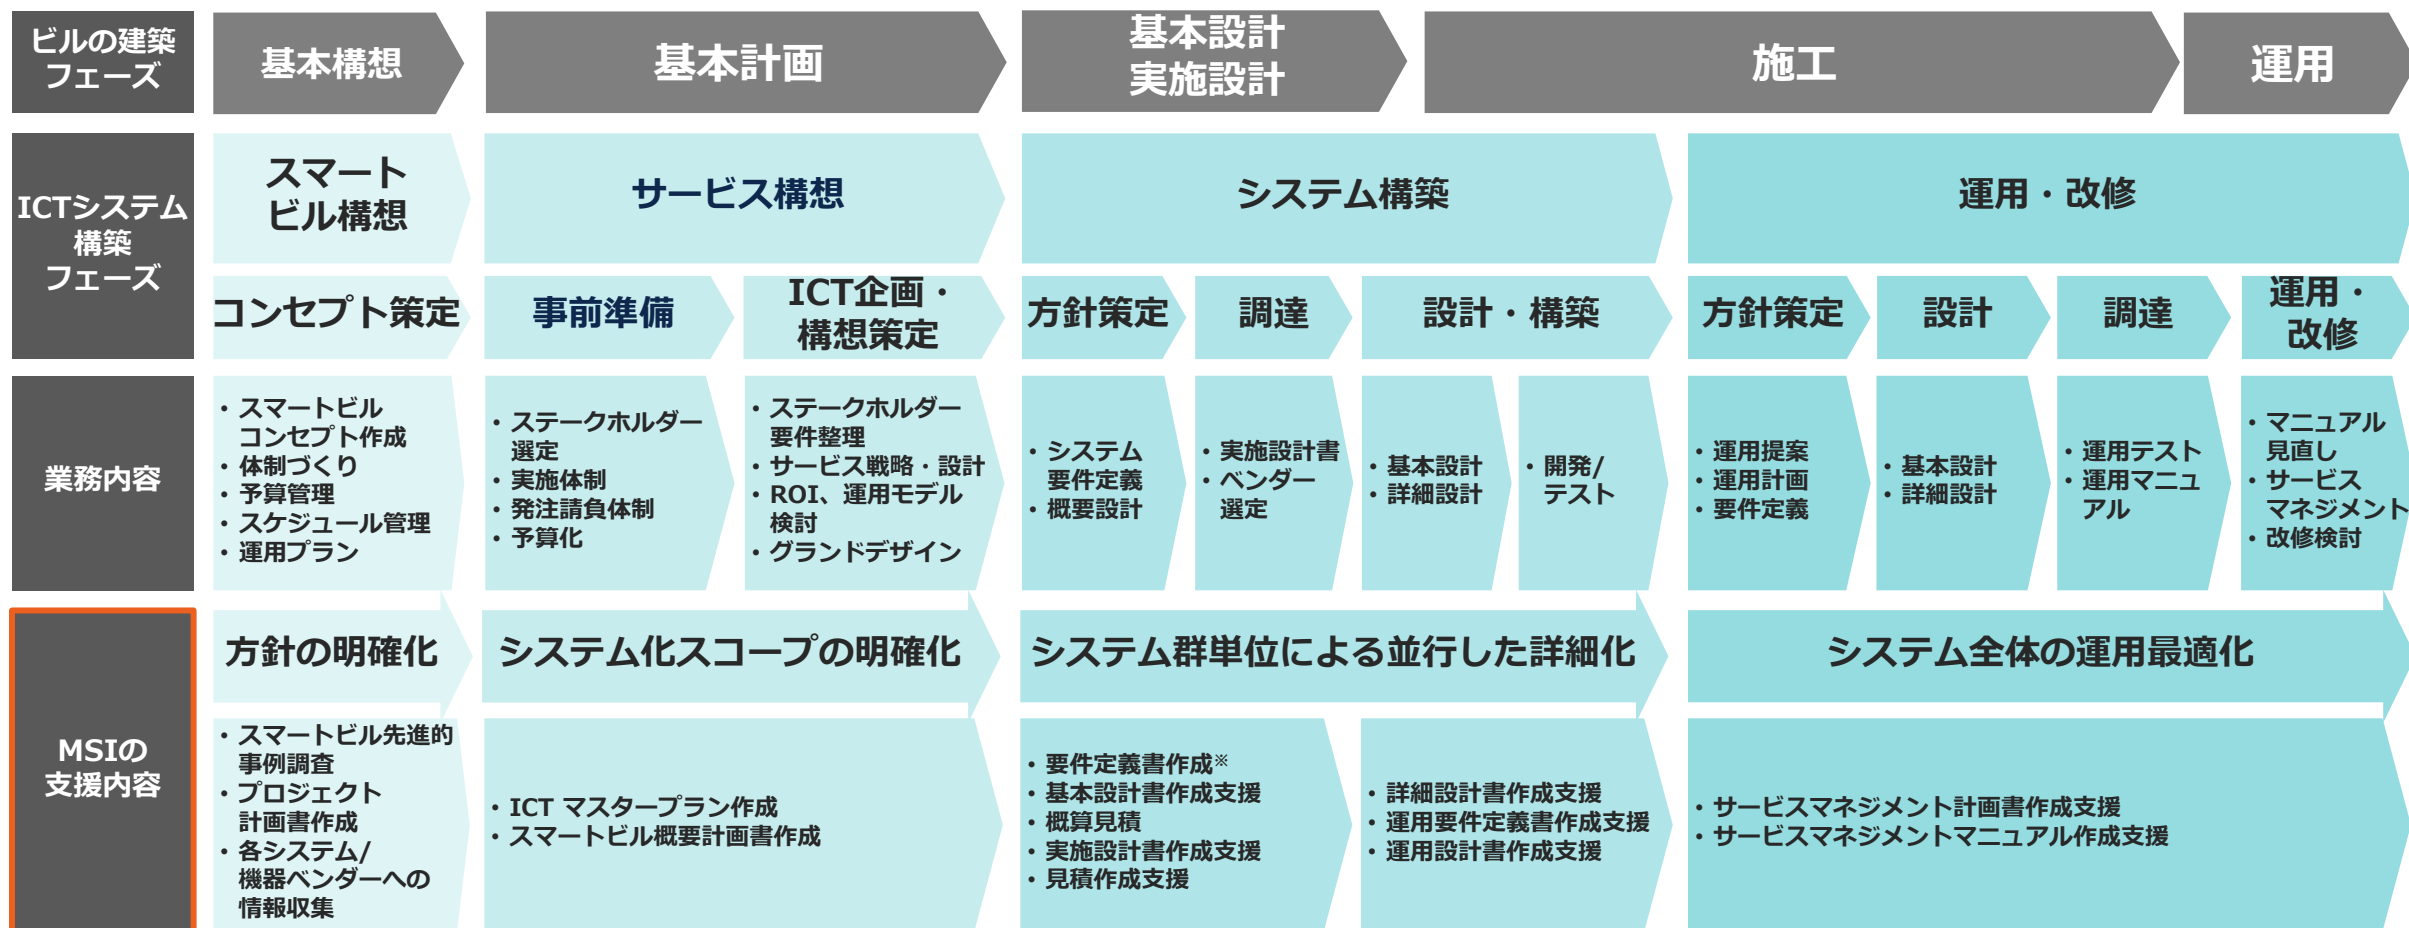 ビルの建築
フェーズ
基本構想
基本計画
基本設計
実施設計
施工
運用
ICTシステム
構築
フェーズ
スマート
ビル構想
サービス構想
システム構築
運用・改修
コンセプト策定
事前準備
ICT企画・
構想策定
方針策定
調達
設計・構築
方針策定
設計
調達
運用・
改修
業務内容
・スマートビル
コンセプト作成
・体制づくり
・予算管理
・スケジュール管理
・運用プラン
・ステークホルダー
選定
・実施体制
・発注請負体制
・予算化
・ステークホルダー
要件整理
・サービス戦略・設計
・ROI、運用モデル
検討
・グランドデザイン
・システム
要件定義
・概要設計
・実施設計書
・ベンダー
選定
・基本設計
・詳細設計
・開発/
テスト
・運用提案
・運用計画
・要件定義
・基本設計
・詳細設計
・運用テスト
・運用マニュ
アル
・マニュアル
見直し
・サービス
マネジメント
・改修検討
MSIの
支援内容
方針の明確化
システム化スコープの明確化
システム群単位による並行した詳細化
システム全体の運用最適化
・スマートビル先進的
事例調査
・プロジェクト
計画書作成
・各システム/
機器ベンダーへの
情報収集
・ICT マスタープラン作成
・スマートビル概要計画書作成
・要件定義書作成※
・基本設計書作成支援
・概算見積
・実施設計書作成支援
・見積作成支援
・詳細設計書作成支援
・運用要件定義書作成支援
・運用設計書作成支援
・サービスマネジメント計画書作成支援
・サービスマネジメントマニュアル作成支援